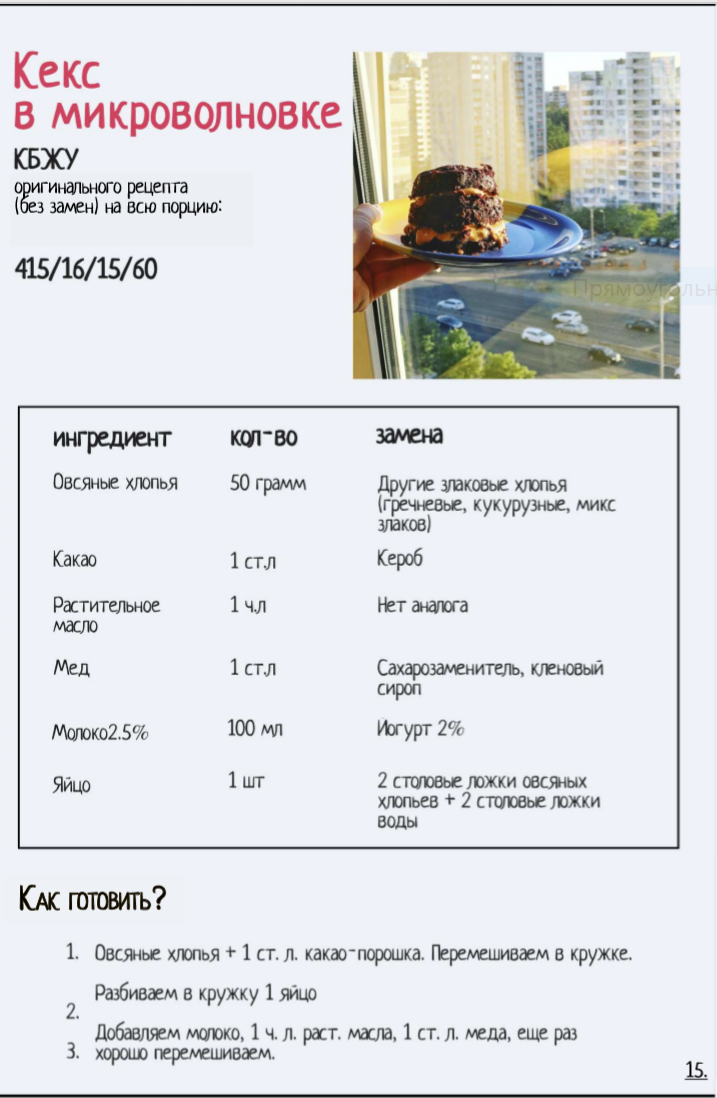 Кекс
в микроволновке
КБЖУ
оригинального рецепта
(без замен) на всю порцию:
415/16/15/60
Прямоугольн
ингредиент кол-во замена
Овсяные хлопья 50 грамм Другие злаковые хлопья
(гречневые, кукурузные, микс
злаков)
Какао 1 ст.л Кероб
Растительное 1 ч.л Нет аналога
масло
Мед 1 ст.л Сахарозаменитель, кленовый
сироп
Молоко2.5% 100 мл Йогурт 2%
Яйцо 1 шт 2 столовые ложки овсяных
хлопьев + 2 столовые ложки
воды
Как готовить?
1. Овсяные хлопья + 1 ст. л. какао-порошка. Перемешиваем в кружке.
Разбиваем в кружку 1 яйцо
2.
Добавляем молоко, 1 ч. л. раст. масла, 1 ст. л. меда, еще раз
3. хорошо перемешиваем.
15.